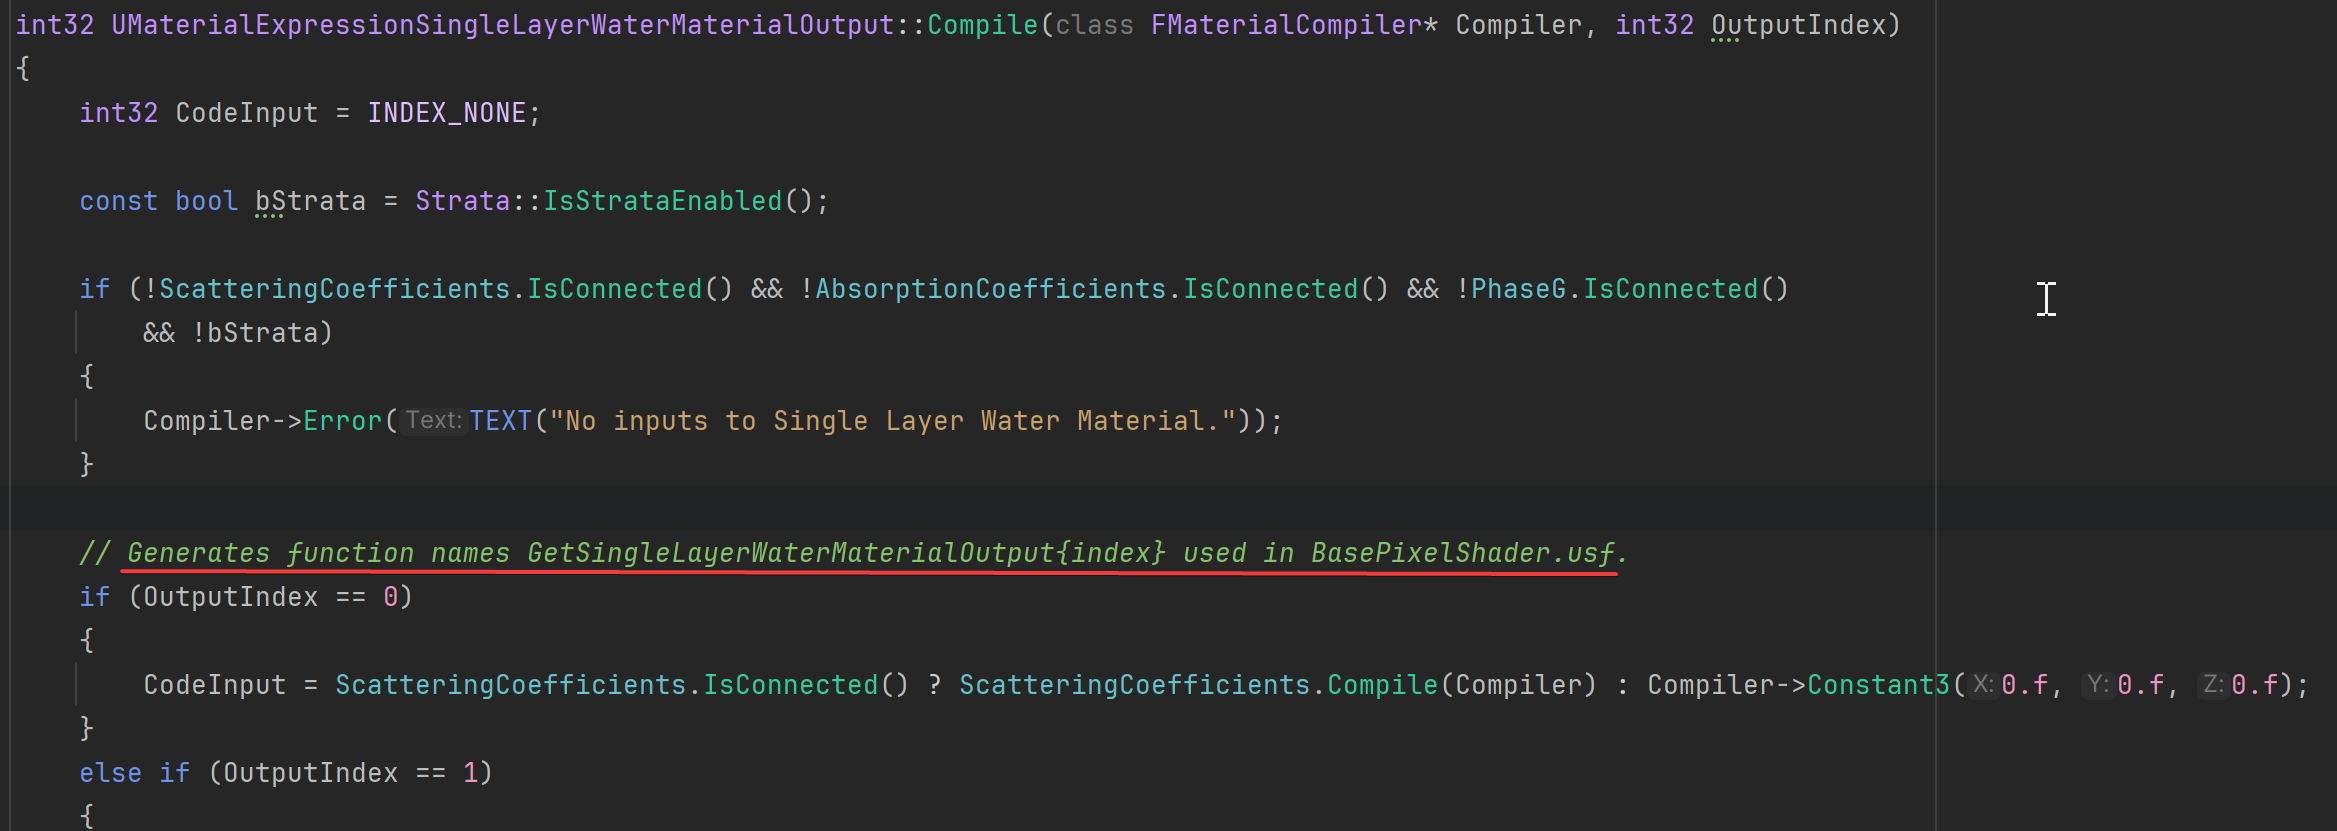 int32 UMaterialExpressionSingleLayerWaterMaterialOutput::Compile(class FMaterialCompiler* Compiler, int32 OutputIndex)
{
int32 CodeInput = INDEX_NONE;
const bool bStrata = Strata::IsStrataEnabled();
if (!ScatteringCoefficients.IsConnected() && !AbsorptionCoefficients.IsConnected() && !PhaseG.IsConnected()
&& !bStrata)
{
Compiler->Error( Text: TEXT("No inputs to Single Layer Water Material."));
}
// Generates function names GetSingleLayerWaterMaterialOutput{index} used in BasePixelShader.usf.
if (OutputIndex == 0)
{
CodeInput = ScatteringCoefficients.IsConnected() ? ScatteringCoefficients.Compile(Compiler) : Compiler->Constant3( X: 0.f, Y: 0.f, Z: 0.f);
}
else if (OutputIndex == 1)
{